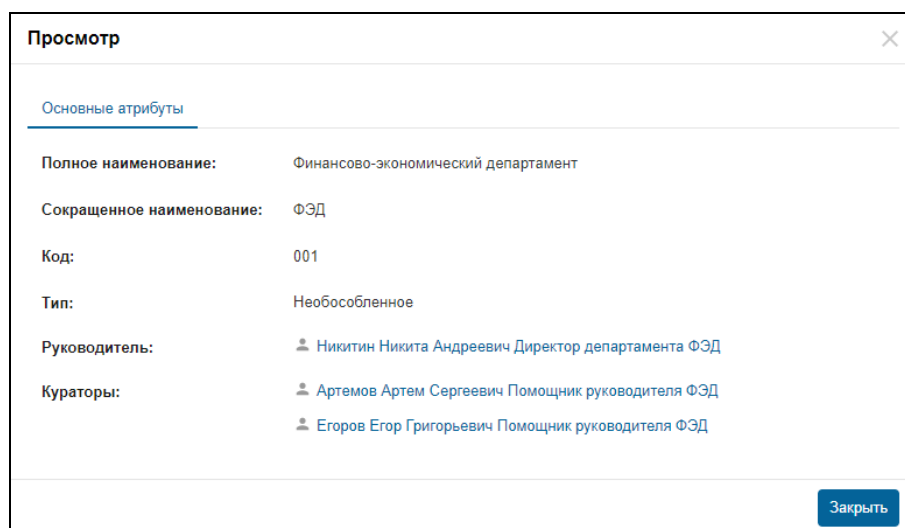 Просмотр
Основные атрибуты
Полное наименование: Финансово-экономический департамент
Сокращенное наименование: ФЭД
Код: 001
Тип: Необособленное
Руководитель: Никитин Никита Андреевич Директор департамента ФЭД
Кураторы: Артемов Артем Сергеевич Помощник руководителя ФЭД
Егоров Егор Григорьевич Помощник руководителя ФЭД
Закрыть